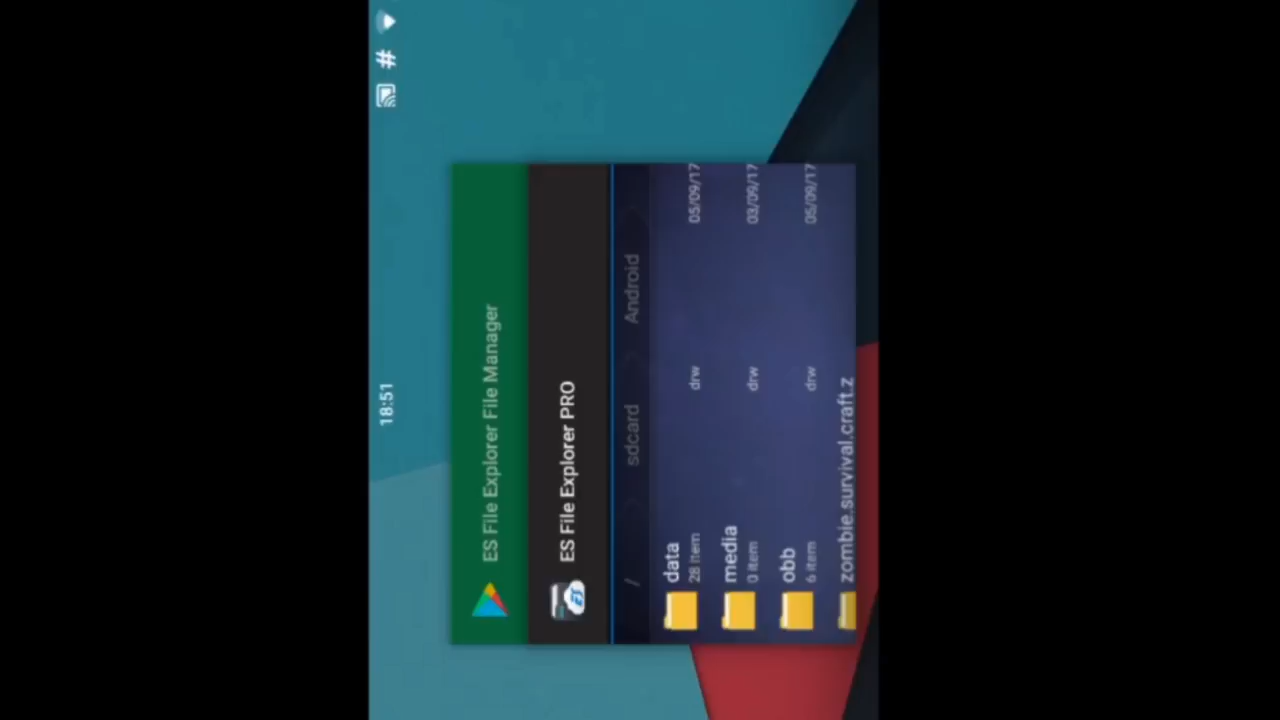 18:51
#
ES File Explorer File Manager
ES File Explorer PRO
/ sdcard Android
data
28 item drw 05/09/17
media
0 item drw 03/09/17
obb
6 item drw 05/09/17
zombie.survival.craft.z